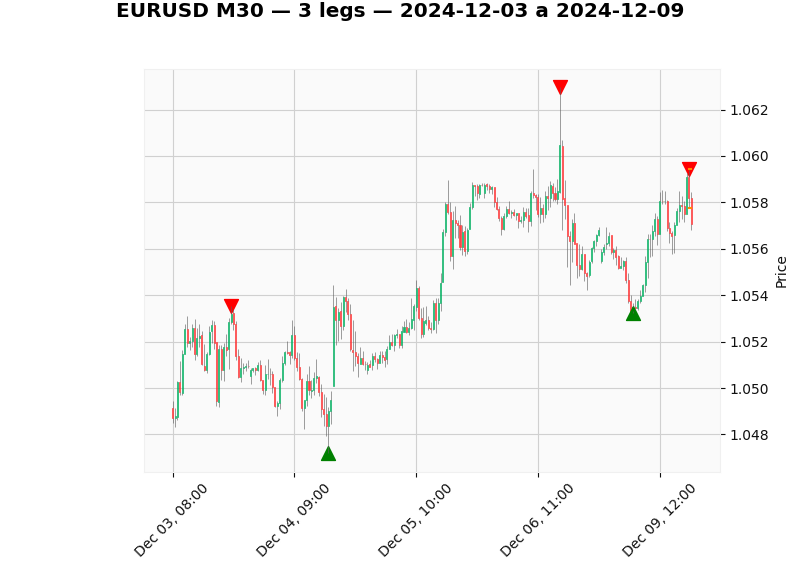 EURUSD M30 — 3 legs — 2024-12-03 a 2024-12-09
1.062
1.060
1.058
1.056
1.054
1.052
1.050
1.048
Price
Dec 03, 08:00
Dec 04, 09:00
Dec 05, 10:00
Dec 06, 11:00
Dec 09, 12:00